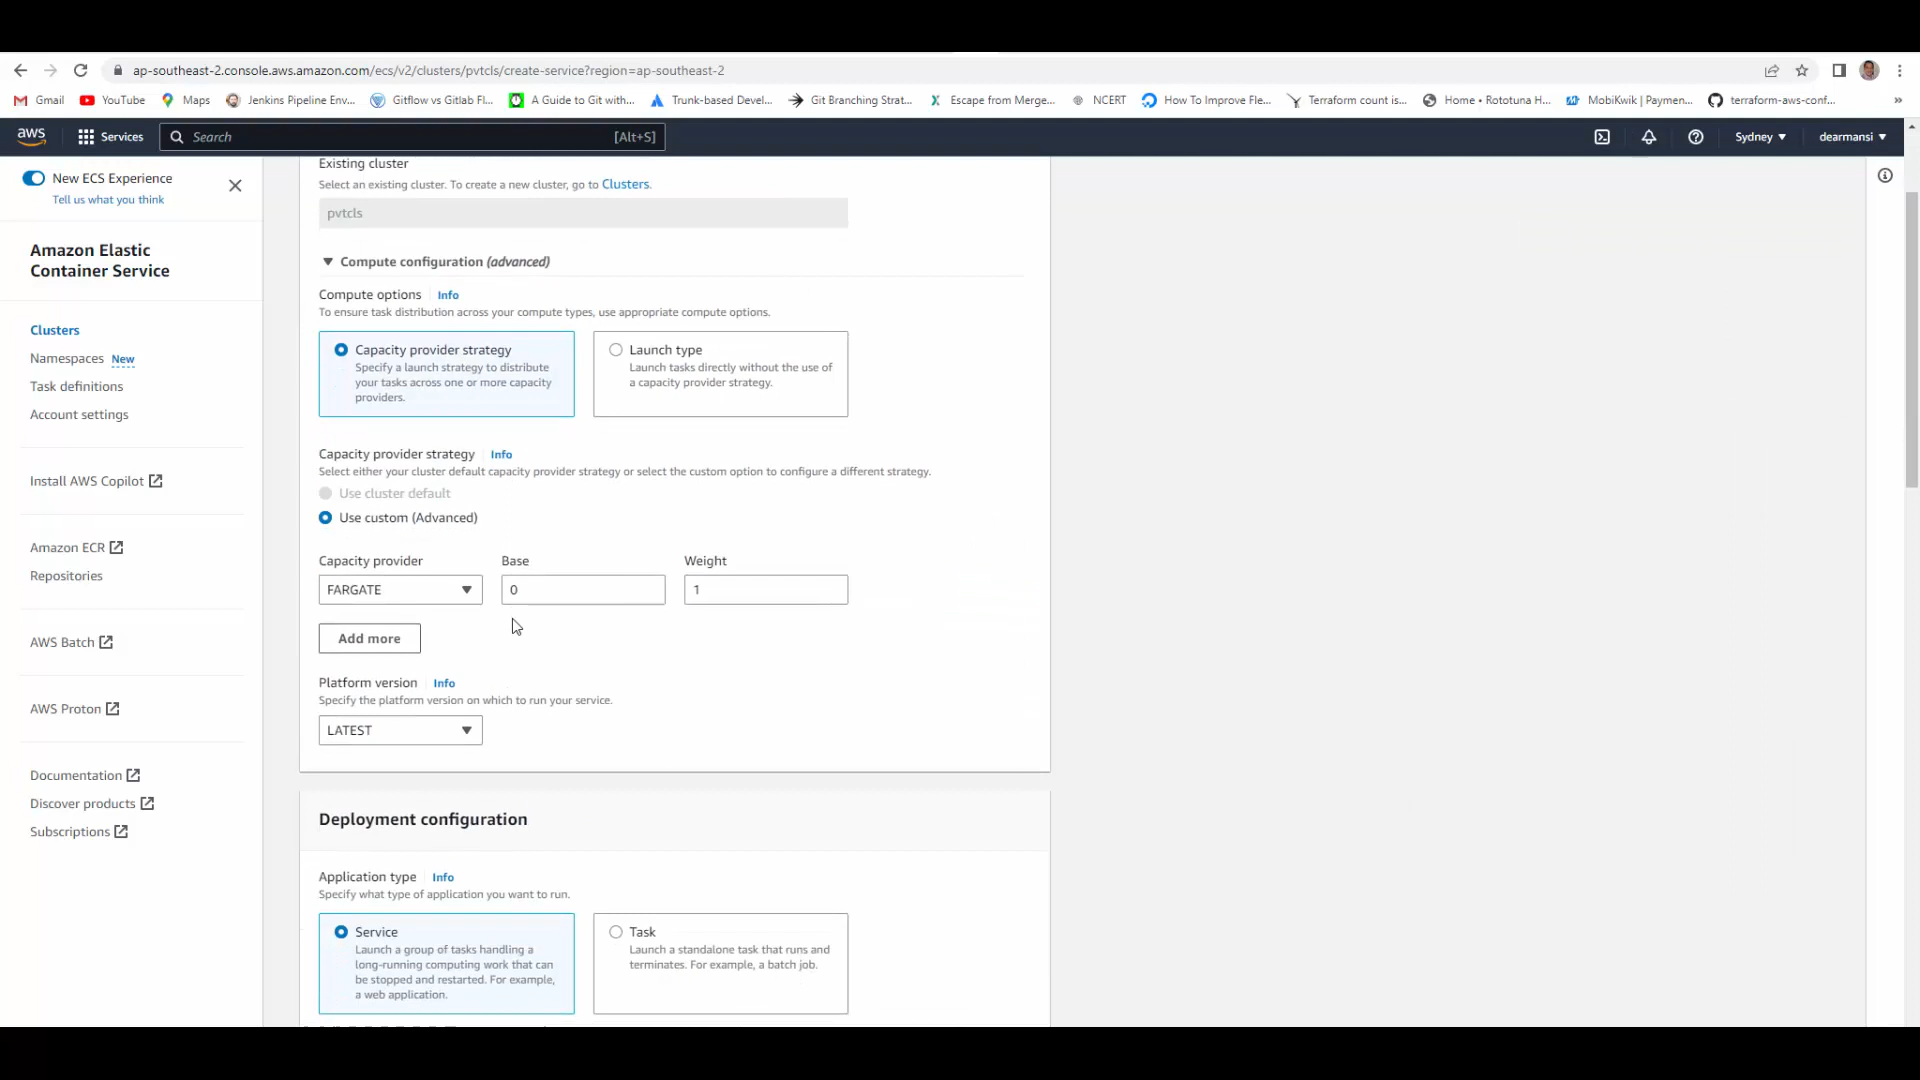 ap-southeast-2.console.aws.amazon.com/ecs/v2/clusters/pvtcls/create-service?region=ap-southeast-2
Gmail YouTube Maps Jenkins Pipeline Env... Gitflow vs Gitlab Fl... A Guide to Git with... Trunk-based Devel... Git Branching Strat... Escape from Merge... NCERT How To Improve Fle... Terraform count is... Home • Rototuna H... MobiKwik | Paymen... terraform-aws-conf... »
aws Services Search [Alt+S] Sydney dearmansi
New ECS Experience
Tell us what you think
Amazon Elastic
Container Service
Clusters
Namespaces New
Task definitions
Account settings
Install AWS Copilot
Amazon ECR
Repositories
AWS Batch
AWS Proton
Documentation
Discover products
Subscriptions
Existing cluster
Select an existing cluster. To create a new cluster, go to Clusters.
pvtcls
Compute configuration (advanced)
Compute options Info
To ensure task distribution across your compute types, use appropriate compute options.
Capacity provider strategy
Specify a launch strategy to distribute
your tasks across one or more capacity
providers.
Launch type
Launch tasks directly without the use of
a capacity provider strategy.
Capacity provider strategy Info
Select either your cluster default capacity provider strategy or select the custom option to configure a different strategy.
Use cluster default
Use custom (Advanced)
Capacity provider Base Weight
FARGATE 0 1
Add more
Platform version Info
Specify the platform version on which to run your service.
LATEST
Deployment configuration
Application type Info
Specify what type of application you want to run.
Service
Launch a group of tasks handling a
long-running computing work that can
be stopped and restarted. For example,
a web application.
Task
Launch a standalone task that runs and
terminates. For example, a batch job.